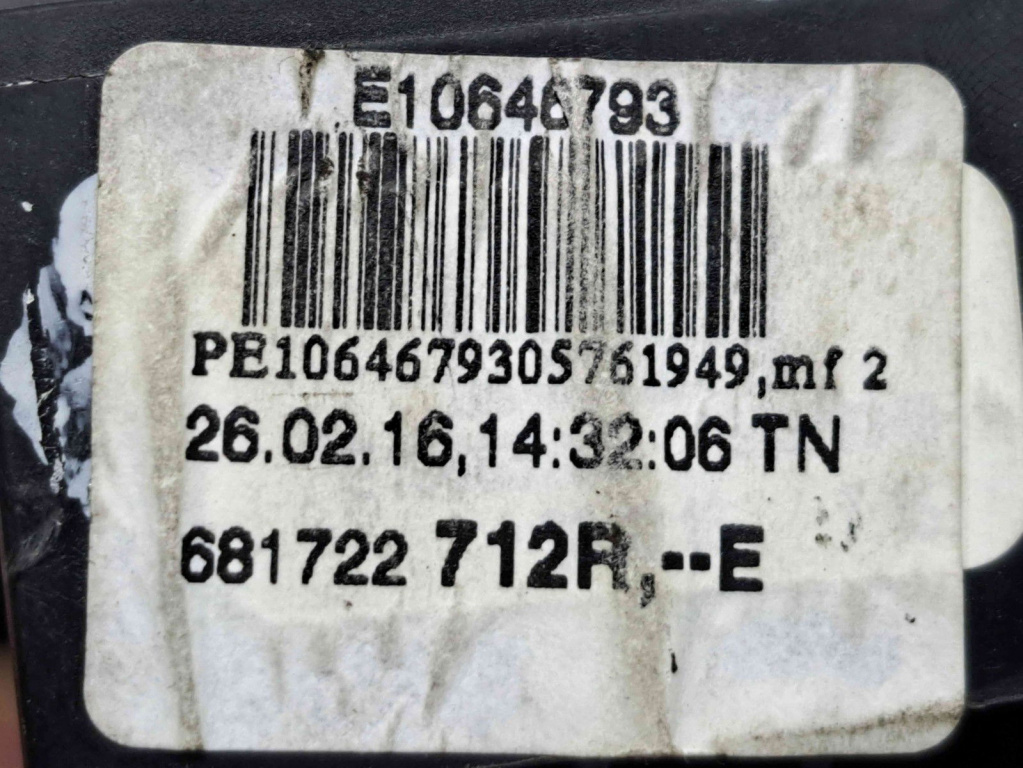 E10646793
PE1064679305761949,mf 2
26.02.16,14:32:06 TN
681722 712R,--E